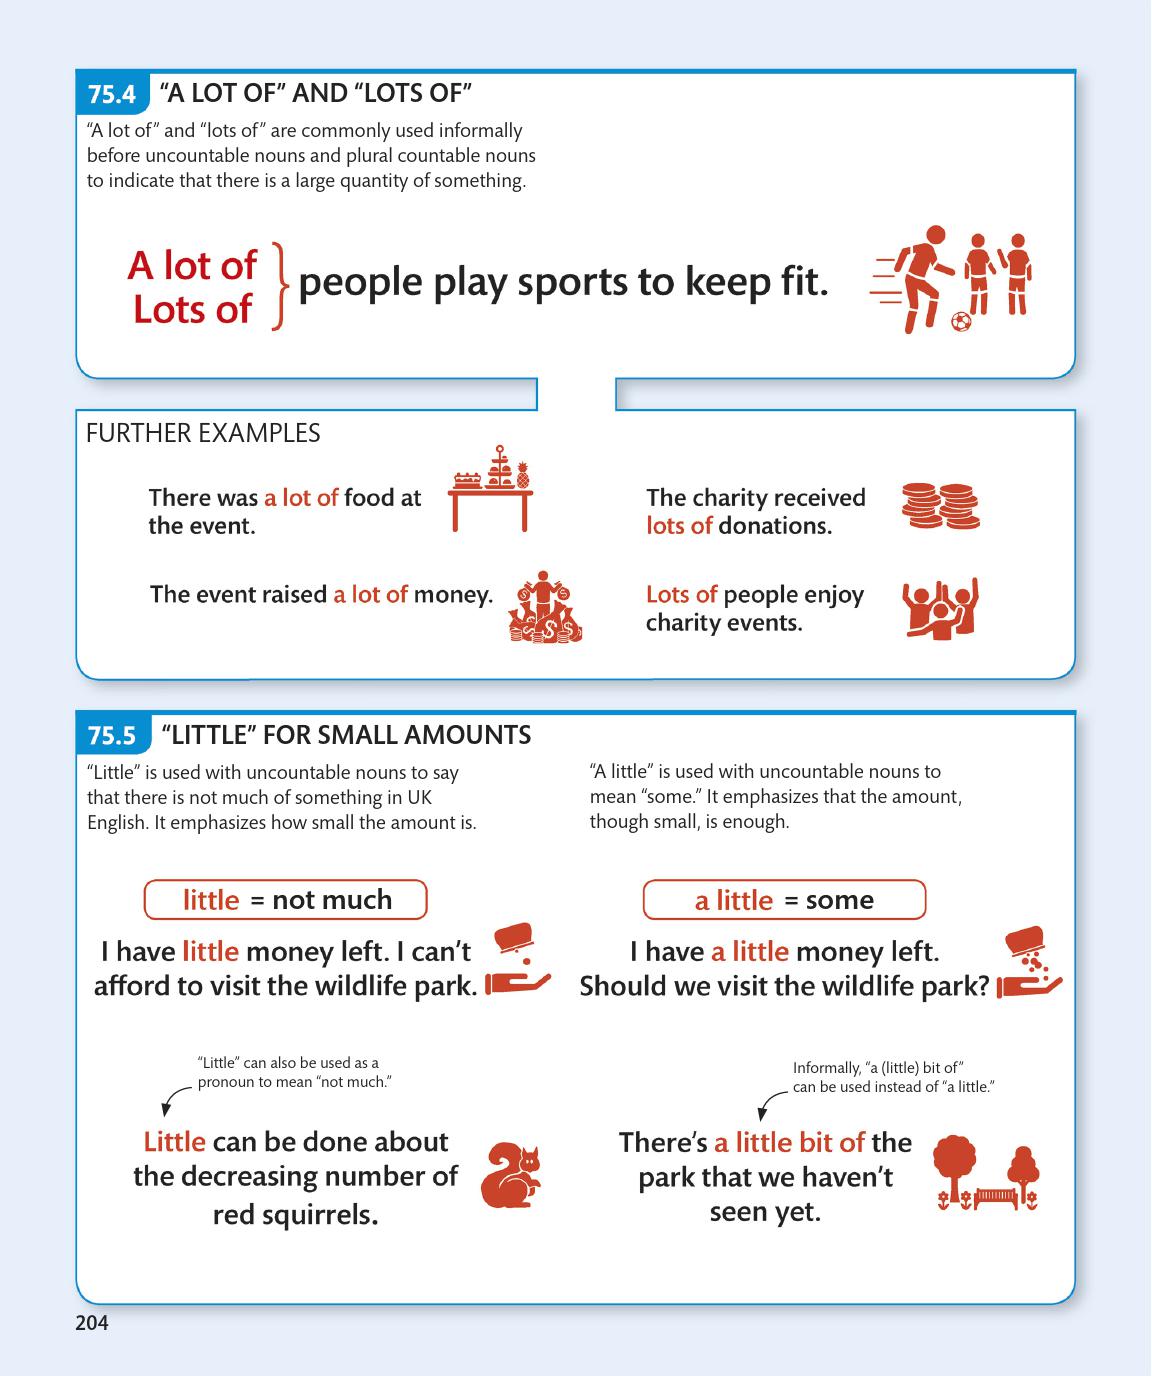 75.4 “A LOT OF” AND “LOTS OF”
“A lot of” and “lots of” are commonly used informally
before uncountable nouns and plural countable nouns
to indicate that there is a large quantity of something.
A lot of
Lots of
people play sports to keep fit.
FURTHER EXAMPLES
There was a lot of food at
the event.
The charity received
lots of donations.
The event raised a lot of money.
Lots of people enjoy
charity events.
75.5 “LITTLE” FOR SMALL AMOUNTS
“Little” is used with uncountable nouns to say
that there is not much of something in UK
English. It emphasizes how small the amount is.
little = not much
I have little money left. I can’t
afford to visit the wildlife park.
“Little” can also be used as a
pronoun to mean “not much.”
Little can be done about
the decreasing number of
red squirrels.
“A little” is used with uncountable nouns to
mean “some.” It emphasizes that the amount,
though small, is enough.
a little = some
I have a little money left.
Should we visit the wildlife park?
Informally, “a (little) bit of”
can be used instead of “a little.”
There’s a little bit of the
park that we haven’t
seen yet.
204